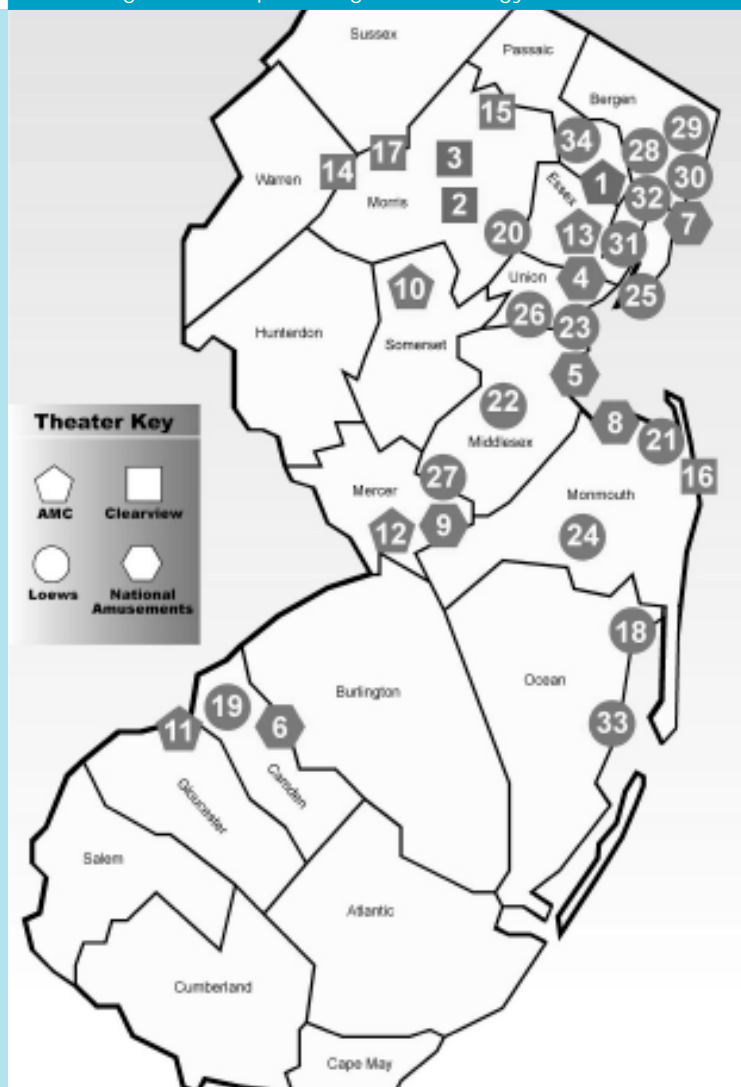 Sussex
Passaic
Bergen
15
29
34
28
17
3
14
Warren
30
1
Essex
32
Morris
2
7
20
13
31
Union
4
10
25
26
23
Hunterdon
Somerset
5
22
8
21
Middlesex
16
27
Mercer
Monmouth
9
12
24
Theater Key
AMC
Clearview
Loews
National
Amusements
18
Ocean
Burlington
19
6
11
33
Camden
Gloucester
Salem
Atlantic
Cumberland
Cape May